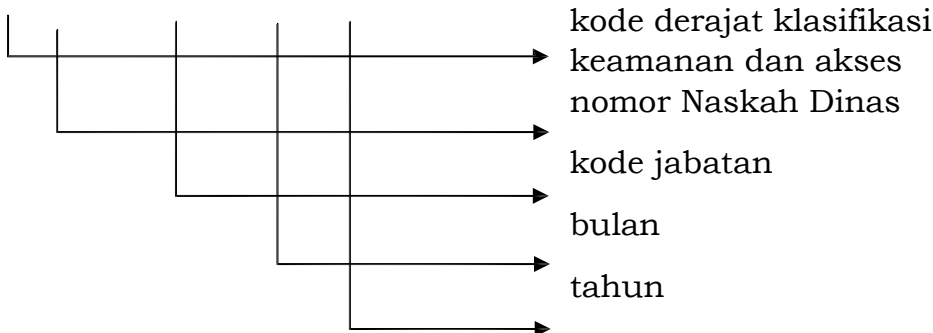 kode derajat klasifikasi
keamanan dan akses
nomor Naskah Dinas
kode jabatan
bulan
tahun